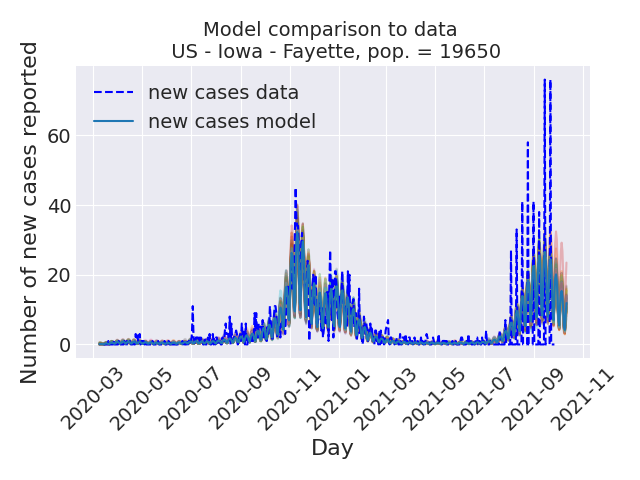 Model comparison to data
US - Iowa - Fayette, pop. = 19650
Number of new cases reported
new cases data
new cases model
60
40
20
0
2020-03
2020-05
2020-07
2020-09
2020-11
2021-01
2021-03
2021-05
2021-07
2021-09
2021-11
Day